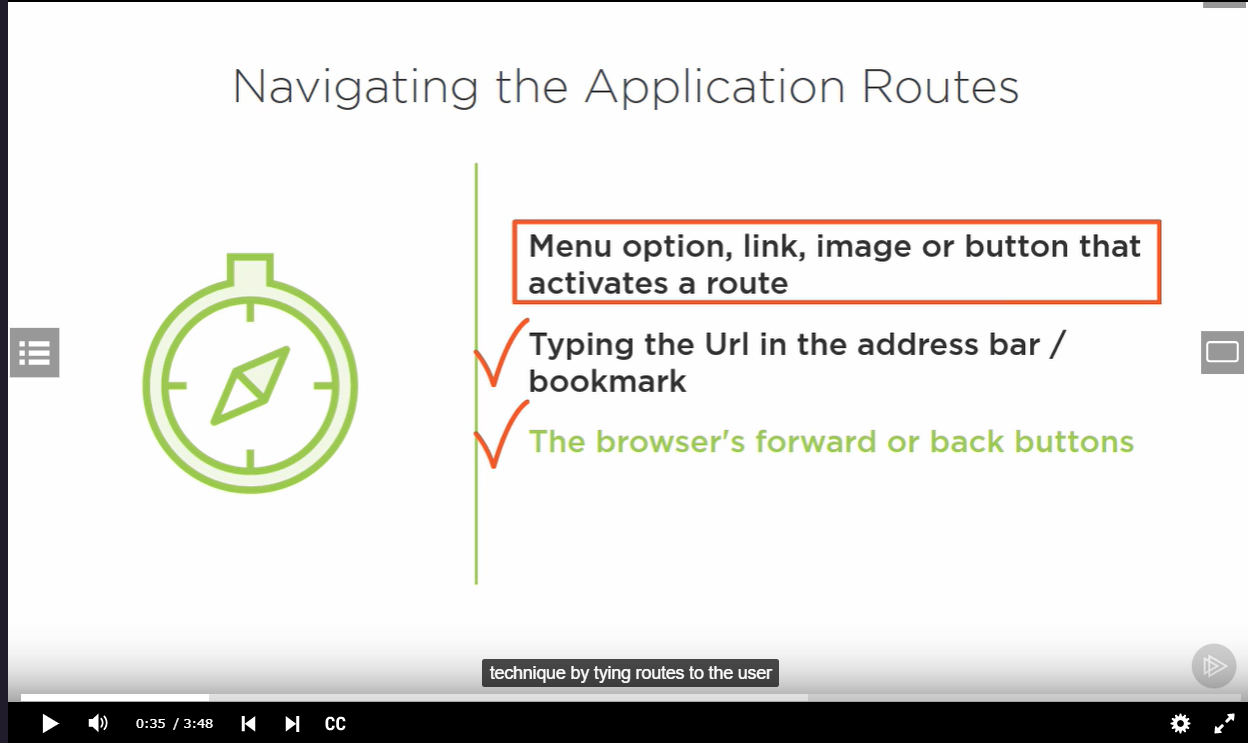 Navigating the Application Routes
Menu option, link, image or button that
activates a route
Typing the Url in the address bar /
bookmark
The browser's forward or back buttons
technique by tying routes to the user
0:35 / 3:48
CC